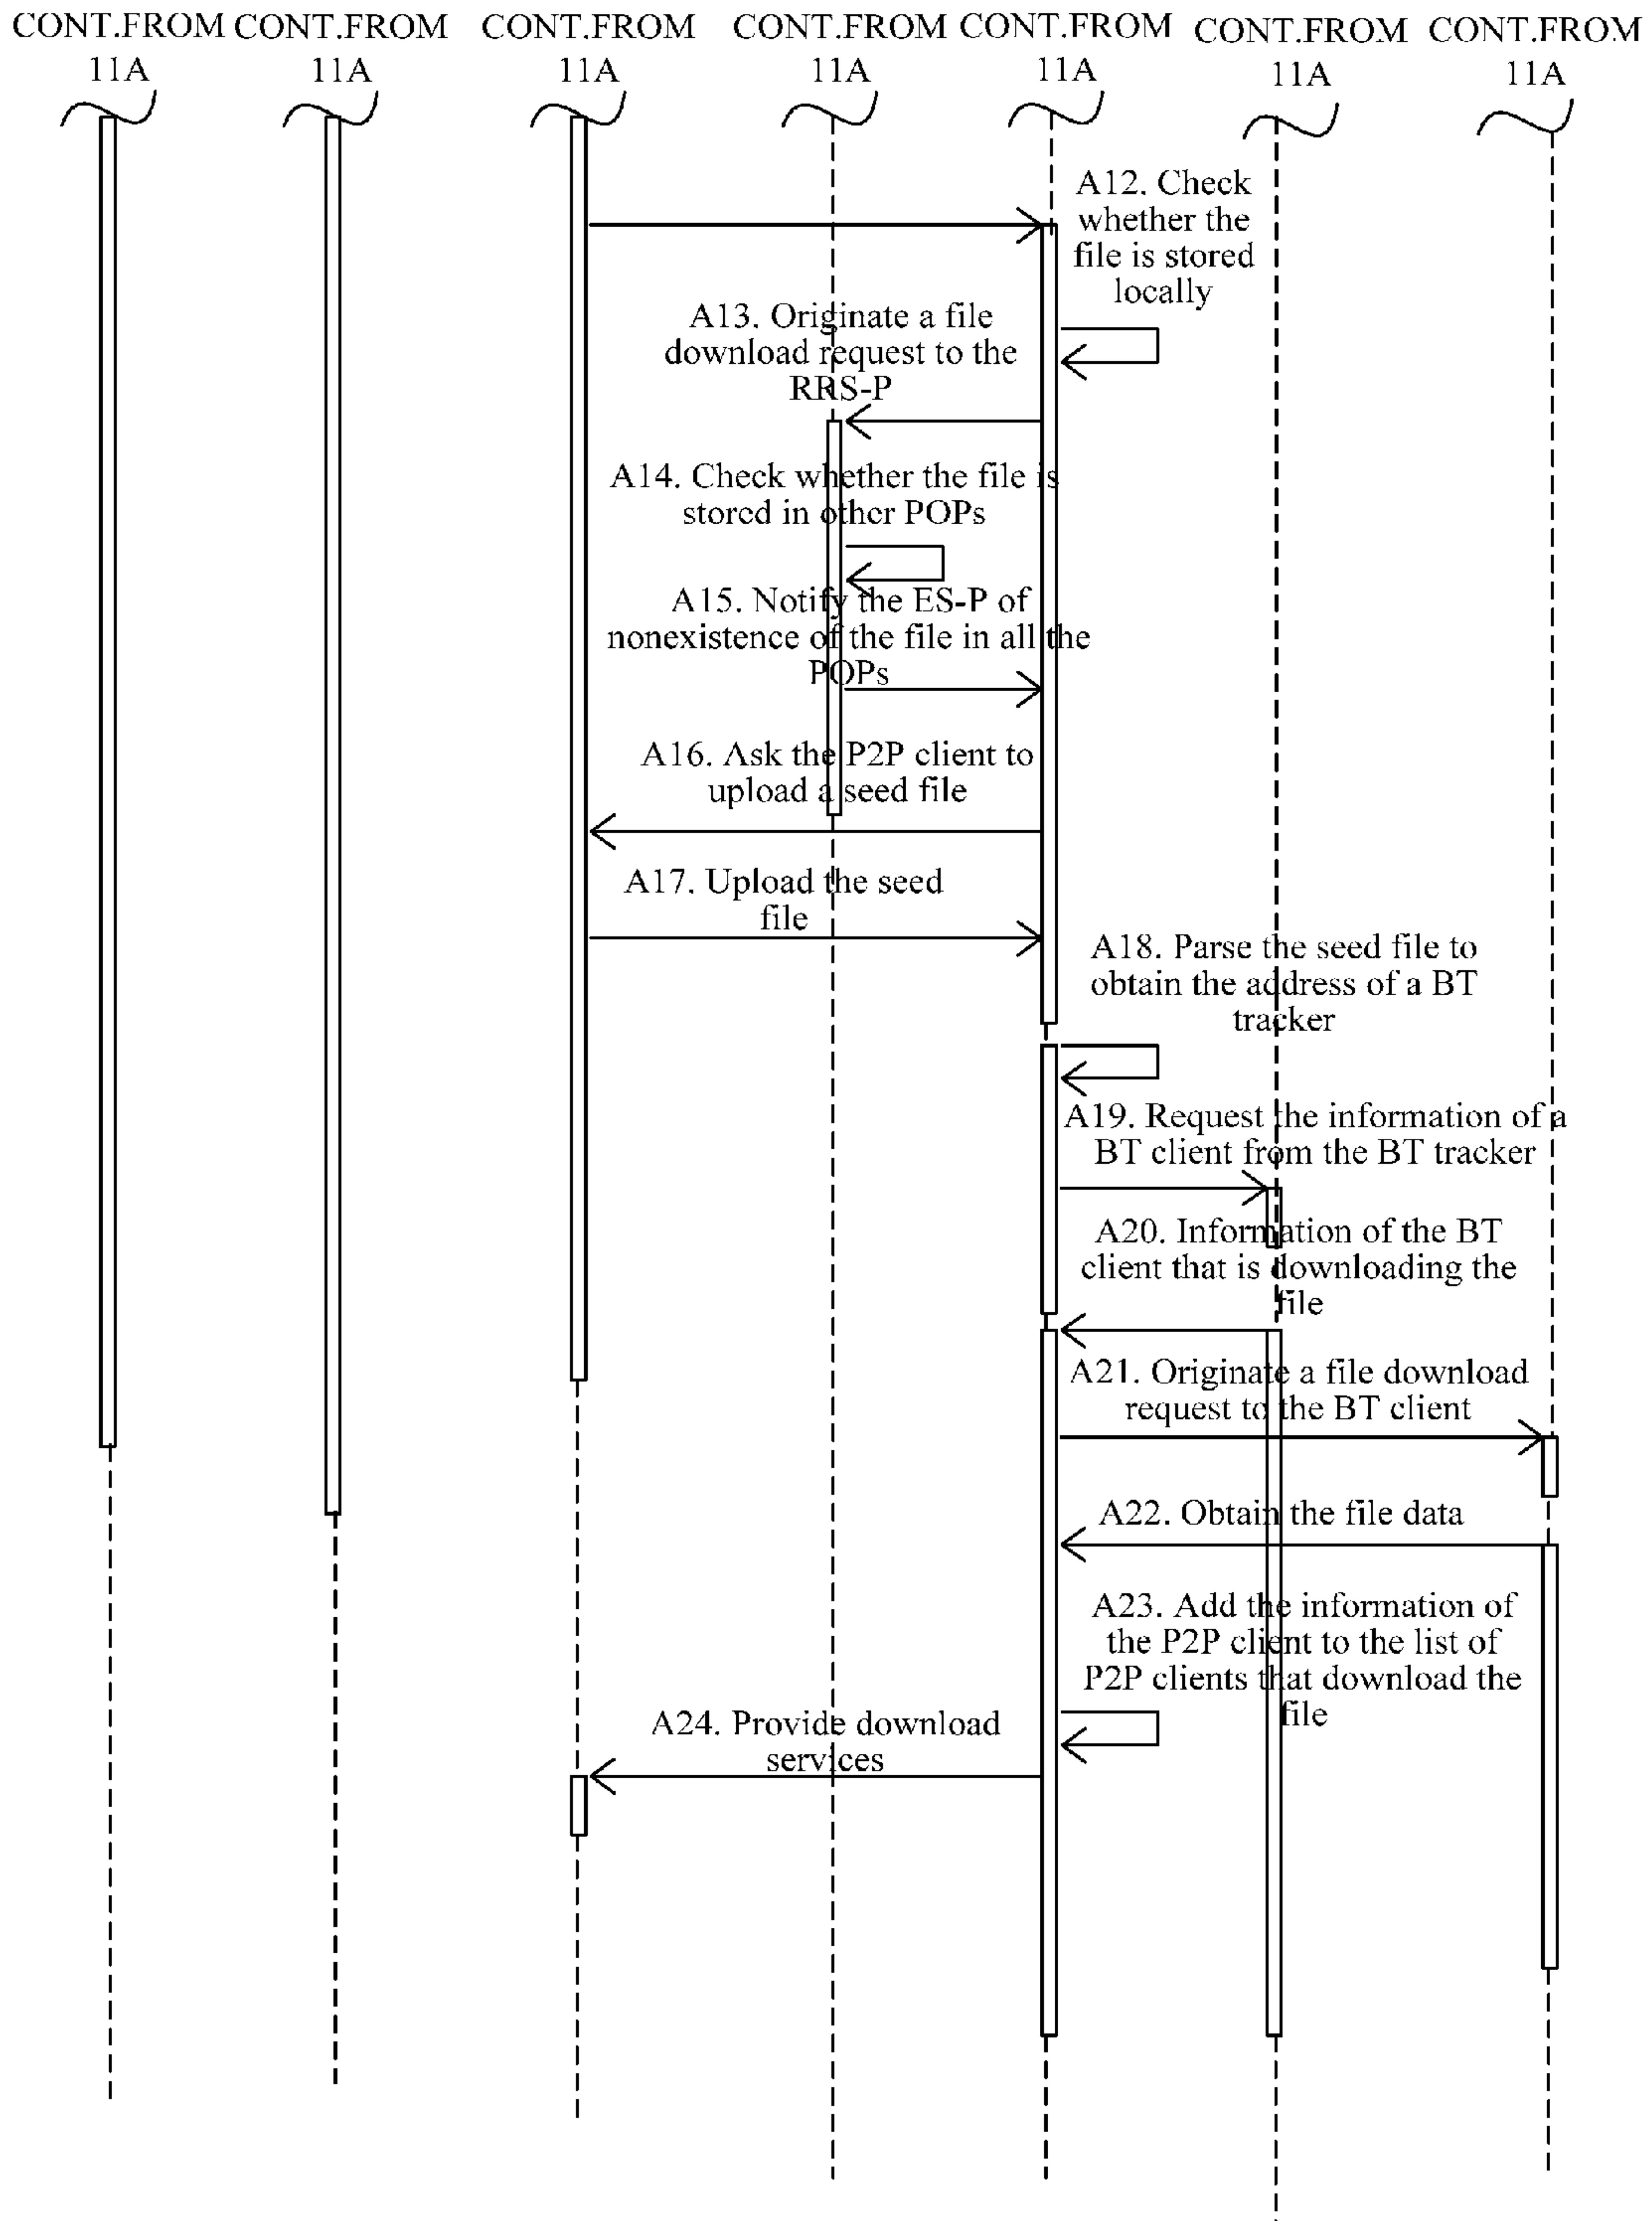 CONT.FROM CONT.FROM CONT.FROM CONT.FROM CONT.FROM CONT.FROM CONT.FROM
11A 11A 11A 11A 11A 11A 11A
A12. Check
whether the
file is stored
locally
A13. Originate a file
download request to the
RRS-P
A14. Check whether the file is
stored in other POPs
A15. Notify the ES-P of
nonexistence of the file in all the
POPs
A16. Ask the P2P client to
upload a seed file
A17. Upload the seed
file
A18. Parse the seed file to
obtain the address of a BT
tracker
A19. Request the information of a
BT client from the BT tracker
A20. Information of the BT
client that is downloading the
file
A21. Originate a file download
request to the BT client
A22. Obtain the file data
A23. Add the information of
the P2P client to the list of
P2P clients that download the
file
A24. Provide download
services